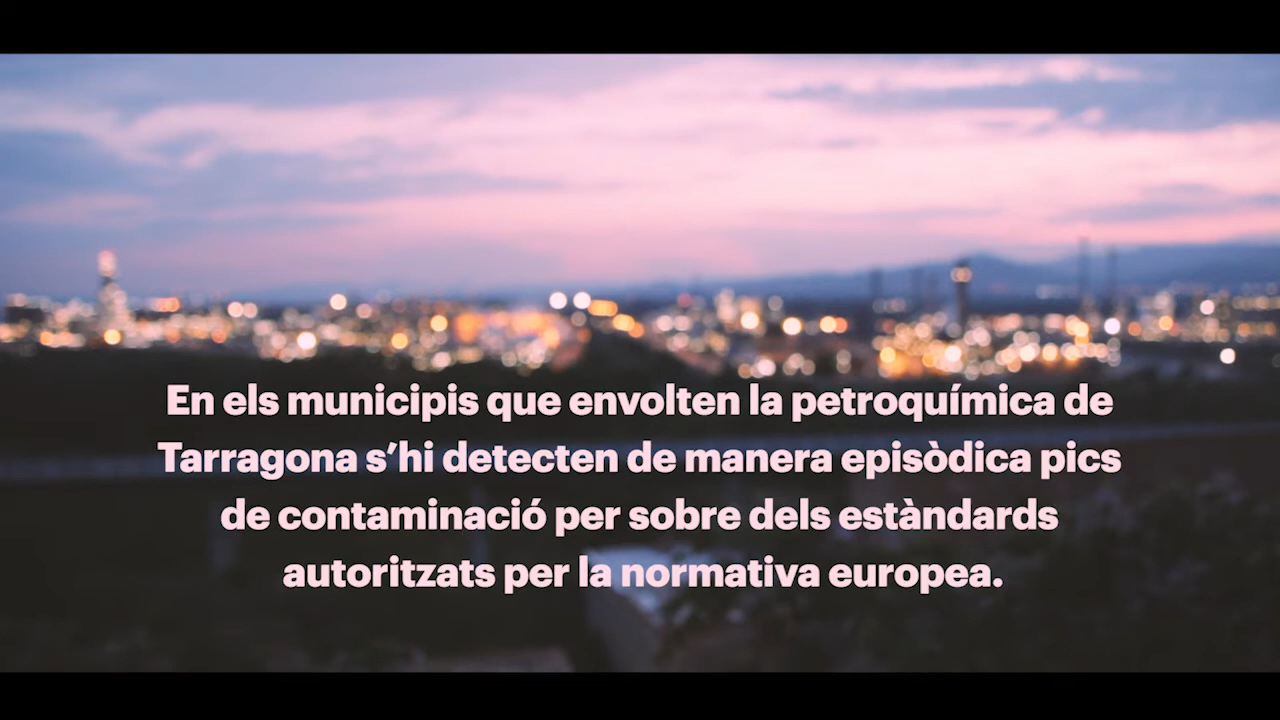 En els municipis que envolten la petroquímica de
Tarragona s’hi detecten de manera episòdica pics
de contaminació per sobre dels estàndards
autoritzats per la normativa europea.